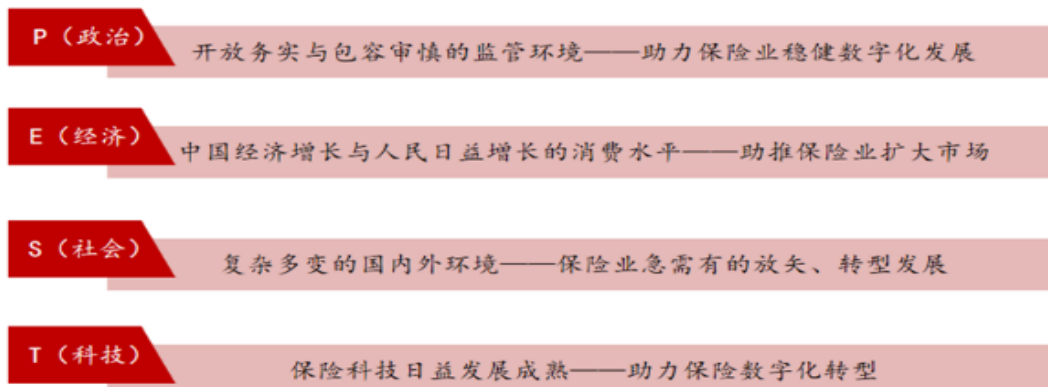 P（政治）
开放务实与包容审慎的监管环境——助力保险业稳健数字化发展
E（经济）
中国经济增长与人民日益增长的消费水平——助推保险业扩大市场
S（社会）
复杂多变的国内外环境——保险业急需有的放矢、转型发展
T（科技）
保险科技日益发展成熟——助力保险数字化转型